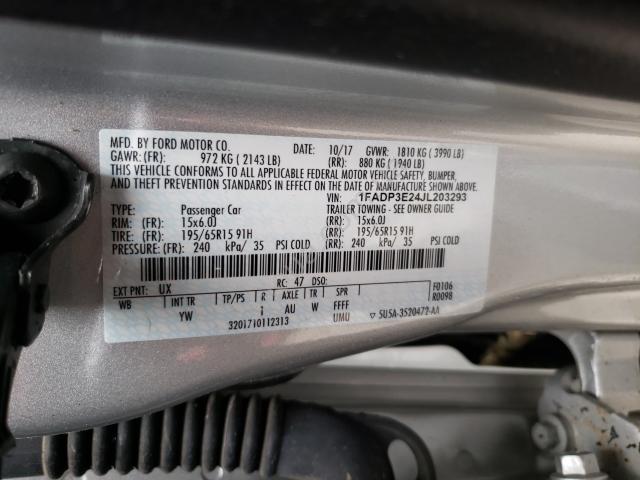 MFD. BY FORD MOTOR CO. DATE: 10/17 GVWR: 1810 KG ( 3990 LB)
GAWR: (FR): 972 KG ( 2143 LB) (RR): 880 KG ( 1940 LB)
THIS VEHICLE CONFORMS TO ALL APPLICABLE FEDERAL MOTOR VEHICLE SAFETY, BUMPER,
AND THEFT PREVENTION STANDARDS IN EFFECT ON THE DATE OF MANUFACTURE SHOWN ABOVE.
VIN: 1FADP3E24JL203293
TYPE: Passenger Car TRAILER TOWING - SEE OWNER GUIDE
RIM: (FR): 15x6.0J (RR): 15x6.0J
TIRE: (FR): 195/65R15 91H (RR): 195/65R15 91H
PRESSURE: (FR): 240 kPa/ 35 PSI COLD (RR): 240 kPa/ 35 PSI COLD
EXT PNT: UX RC: 47 DSO: F0106
WB INT TR TP/PS R AXLE TR SPR R0098
YW i AU W FFFF
3201710112313 UMU ▽ 5U5A-3520472-AA